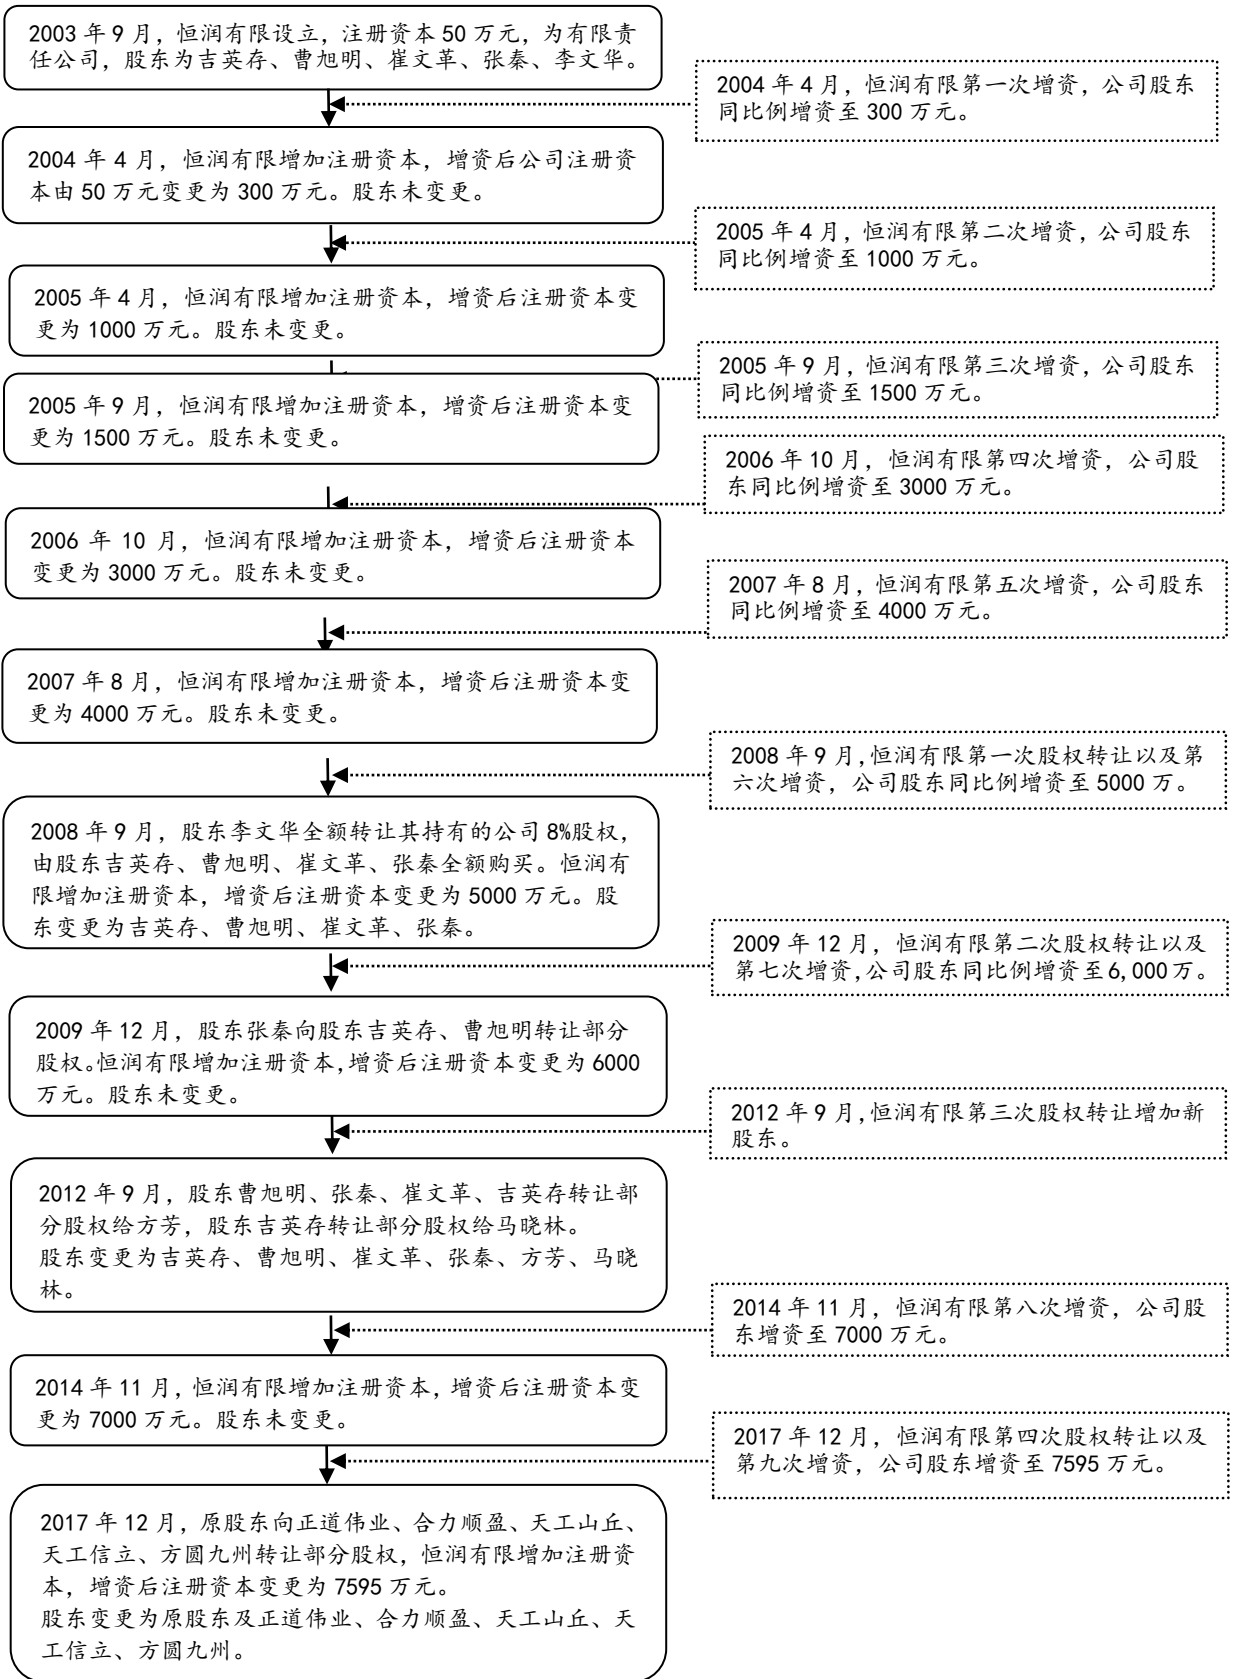 2003 年 9 月，恒润有限设立，注册资本 50 万元，为有限责
任公司，股东为吉英存、曹旭明、崔文革、张秦、李文华。
2004 年 4 月，恒润有限第一次增资，公司股东
同比例增资至 300 万元。
2004 年 4 月，恒润有限增加注册资本，增资后公司注册资
本由 50 万元变更为 300 万元。股东未变更。
2005 年 4 月，恒润有限第二次增资，公司股东
同比例增资至 1000 万元。
2005 年 4 月，恒润有限增加注册资本，增资后注册资本变
更为 1000 万元。股东未变更。
2005 年 9 月，恒润有限第三次增资，公司股东
同比例增资至 1500 万元。
2005 年 9 月，恒润有限增加注册资本，增资后注册资本变
更为 1500 万元。股东未变更。
2006 年 10 月，恒润有限第四次增资，公司股
东同比例增资至 3000 万元。
2006 年 10 月，恒润有限增加注册资本，增资后注册资本
变更为 3000 万元。股东未变更。
2007 年 8 月，恒润有限第五次增资，公司股东
同比例增资至 4000 万元。
2007 年 8 月，恒润有限增加注册资本，增资后注册资本变
更为 4000 万元。股东未变更。
2008 年 9 月,恒润有限第一次股权转让以及第
六次增资，公司股东同比例增资至 5000 万。
2008 年 9 月，股东李文华全额转让其持有的公司 8%股权，
由股东吉英存、曹旭明、崔文革、张秦全额购买。恒润有
限增加注册资本，增资后注册资本变更为 5000 万元。股
东变更为吉英存、曹旭明、崔文革、张秦。
2009 年 12 月，恒润有限第二次股权转让以及
第七次增资,公司股东同比例增资至6,000万。
2009 年 12 月，股东张秦向股东吉英存、曹旭明转让部分
股权。恒润有限增加注册资本,增资后注册资本变更为 6000
万元。股东未变更。
2012 年 9 月,恒润有限第三次股权转让增加新
股东。
2012 年 9 月，股东曹旭明、张秦、崔文革、吉英存转让部
分股权给方芳，股东吉英存转让部分股权给马晓林。
股东变更为吉英存、曹旭明、崔文革、张秦、方芳、马晓
林。
2014 年 11 月，恒润有限第八次增资，公司股
东增资至 7000 万元。
2014 年 11 月，恒润有限增加注册资本，增资后注册资本变
更为 7000 万元。股东未变更。
2017 年 12 月，恒润有限第四次股权转让以及
第九次增资，公司股东增资至 7595 万元。
2017 年 12 月，原股东向正道伟业、合力顺盈、天工山丘、
天工信立、方圆九州转让部分股权，恒润有限增加注册资
本，增资后注册资本变更为 7595 万元。
股东变更为原股东及正道伟业、合力顺盈、天工山丘、天
工信立、方圆九州。